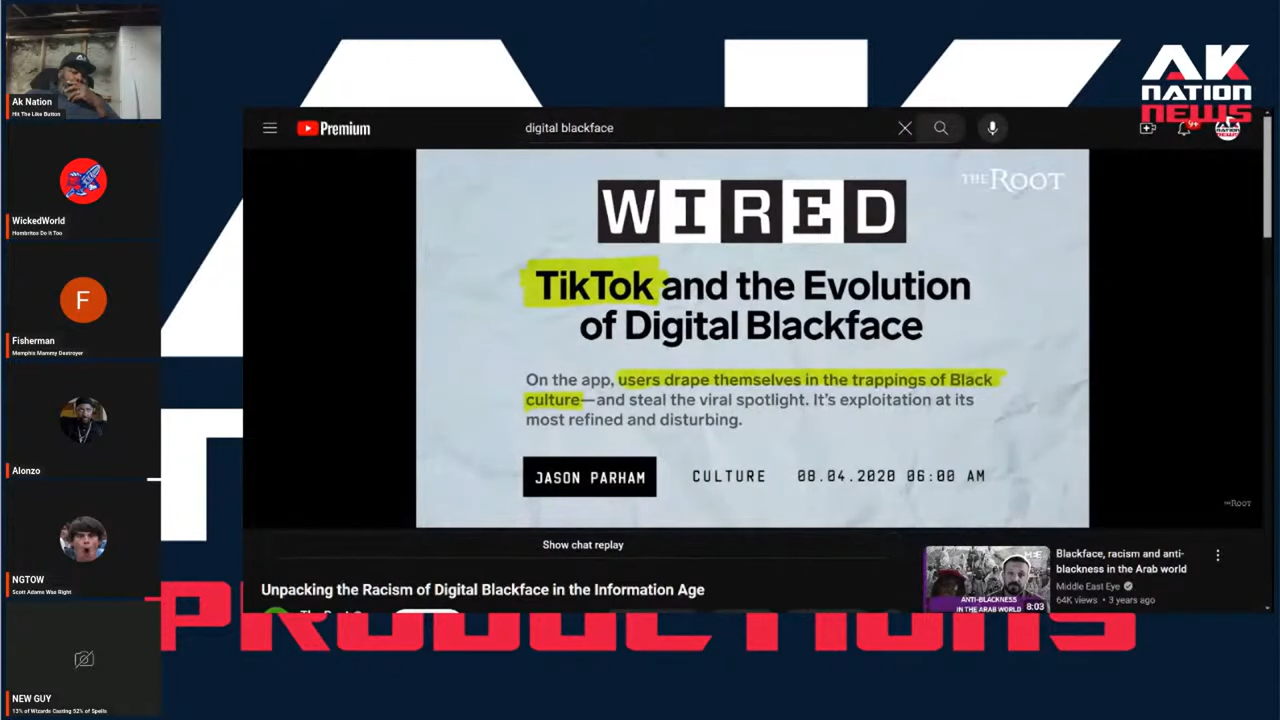 Ak Nation
Hit The Like Button
WickedWorld
Hombritox Do It Too
F
Fisherman
Memphis Mammy Destroyer
Alonzo
NGTOW
Scott Adams Was Right
NEW GUY
13% of Wizards Casting 52% of Spells
AK
NATION
NEWS
Premium
digital blackface
9+
THE ROOT
WIRED
TikTok and the Evolution
of Digital Blackface
On the app, users drape themselves in the trappings of Black
culture—and steal the viral spotlight. It's exploitation at its
most refined and disturbing.
JASON PARHAM CULTURE 08.04.2020 06:00 AM
THE ROOT
Show chat replay
Unpacking the Racism of Digital Blackface in the Information Age
The Root
MEE
ANTI-BLACKNESS
IN THE ARAB WORLD
8:03
Blackface, racism and anti-
blackness in the Arab world
Middle East Eye
64K views • 3 years ago
PRODUCTIONS